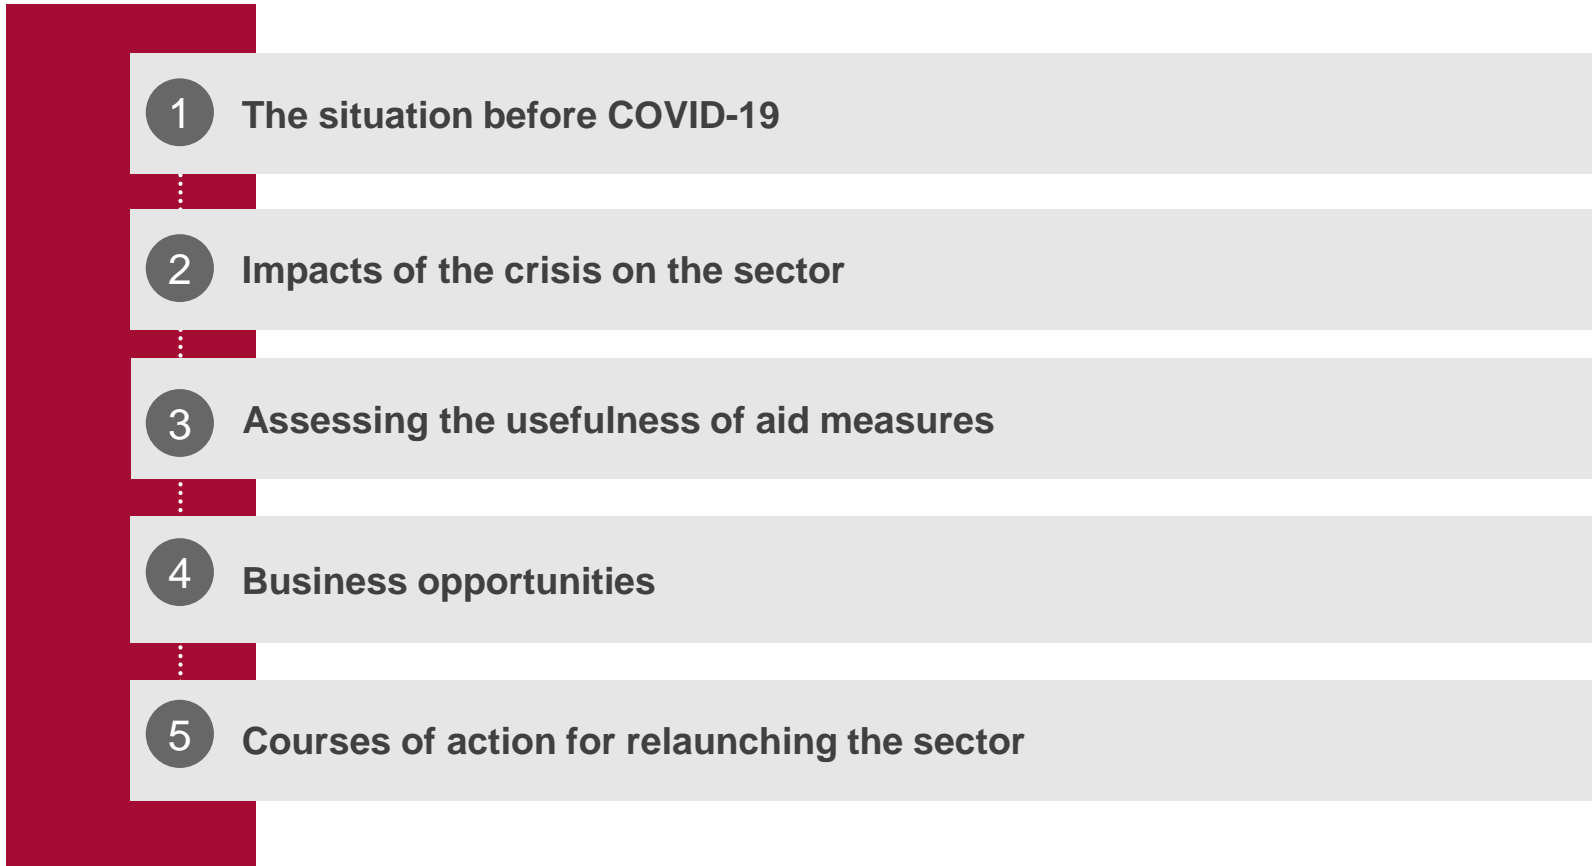 1 The situation before COVID-19
2 Impacts of the crisis on the sector
3 Assessing the usefulness of aid measures
4 Business opportunities
5 Courses of action for relaunching the sector